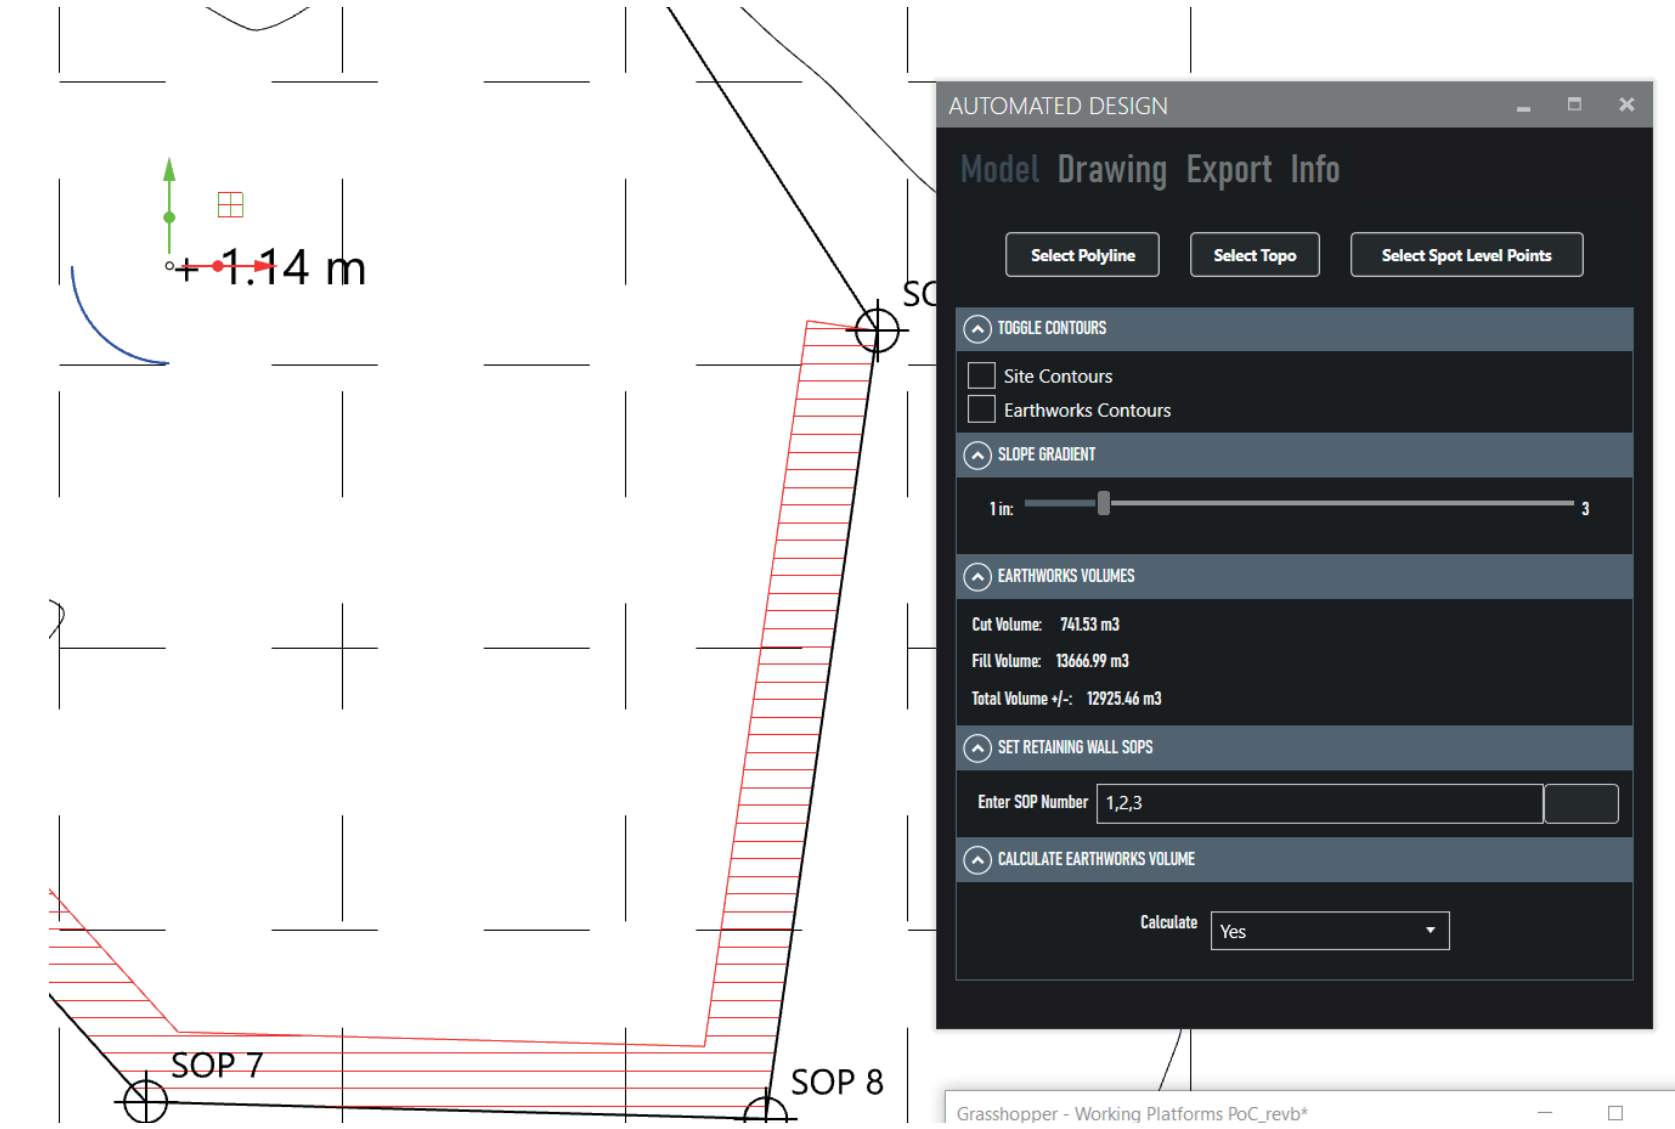 + 1.14 m
SO
SOP 7
SOP 8
AUTOMATED DESIGN
Model Drawing Export Info
Select Polyline Select Topo Select Spot Level Points
TOGGLE CONTOURS
Site Contours
Earthworks Contours
SLOPE GRADIENT
1 in: 3
EARTHWORKS VOLUMES
Cut Volume: 741.53 m3
Fill Volume: 13666.99 m3
Total Volume +/-: 12925.46 m3
SET RETAINING WALL SOPS
Enter SOP Number 1,2,3
CALCULATE EARTHWORKS VOLUME
Calculate Yes
Grasshopper - Working Platforms PoC_revb*